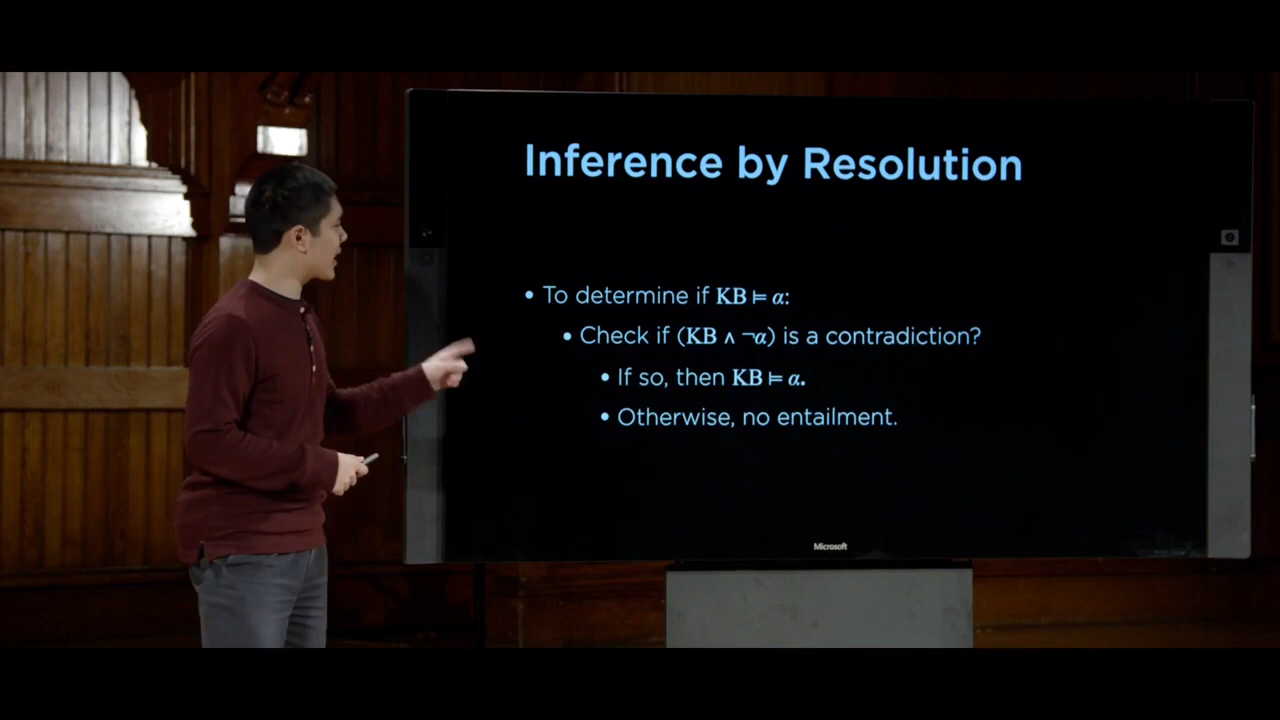 Inference by Resolution
• To determine if KB ⊨ α:
• Check if (KB ∧ ¬α) is a contradiction?
• If so, then KB ⊨ α.
• Otherwise, no entailment.
Microsoft